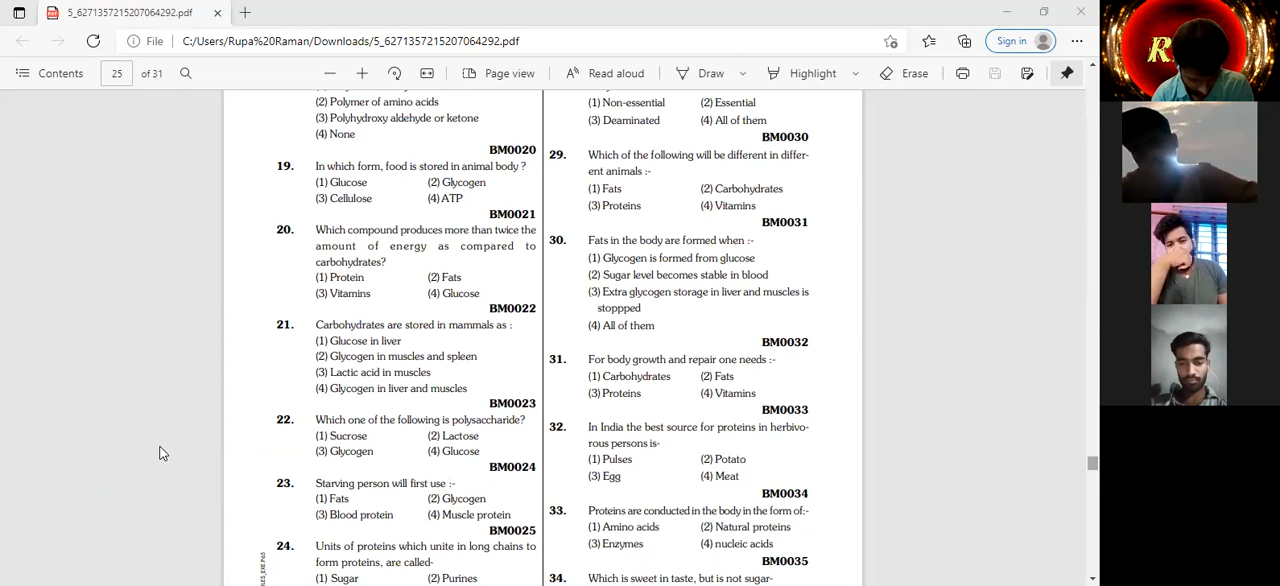 5_6271357215207064292.pdf
File
C:/Users/Rupa%20Raman/Downloads/5_6271357215207064292.pdf
Sign in
Contents
25 of 31
Page view
Read aloud
Draw
Highlight
Erase
(2) Polymer of amino acids
(3) Polyhydroxy aldehyde or ketone
(4) None
BM0020
19. In which form, food is stored in animal body ?
(1) Glucose (2) Glycogen
(3) Cellulose (4) ATP
BM0021
20. Which compound produces more than twice the
amount of energy as compared to
carbohydrates?
(1) Protein (2) Fats
(3) Vitamins (4) Glucose
BM0022
21. Carbohydrates are stored in mammals as :
(1) Glucose in liver
(2) Glycogen in muscles and spleen
(3) Lactic acid in muscles
(4) Glycogen in liver and muscles
BM0023
22. Which one of the following is polysaccharide?
(1) Sucrose (2) Lactose
(3) Glycogen (4) Glucose
BM0024
23. Starving person will first use :-
(1) Fats (2) Glycogen
(3) Blood protein (4) Muscle protein
BM0025
24. Units of proteins which unite in long chains to
form proteins, are called-
(1) Sugar (2) Purines
(1) Non-essential (2) Essential
(3) Deaminated (4) All of them
BM0030
29. Which of the following will be different in differ-
ent animals :-
(1) Fats (2) Carbohydrates
(3) Proteins (4) Vitamins
BM0031
30. Fats in the body are formed when :-
(1) Glycogen is formed from glucose
(2) Sugar level becomes stable in blood
(3) Extra glycogen storage in liver and muscles is
stoppped
(4) All of them
BM0032
31. For body growth and repair one needs :-
(1) Carbohydrates (2) Fats
(3) Proteins (4) Vitamins
BM0033
32. In India the best source for proteins in herbivo-
rous persons is-
(1) Pulses (2) Potato
(3) Egg (4) Meat
BM0034
33. Proteins are conducted in the body in the form of:-
(1) Amino acids (2) Natural proteins
(3) Enzymes (4) nucleic acids
BM0035
34. Which is sweet in taste, but is not sugar-